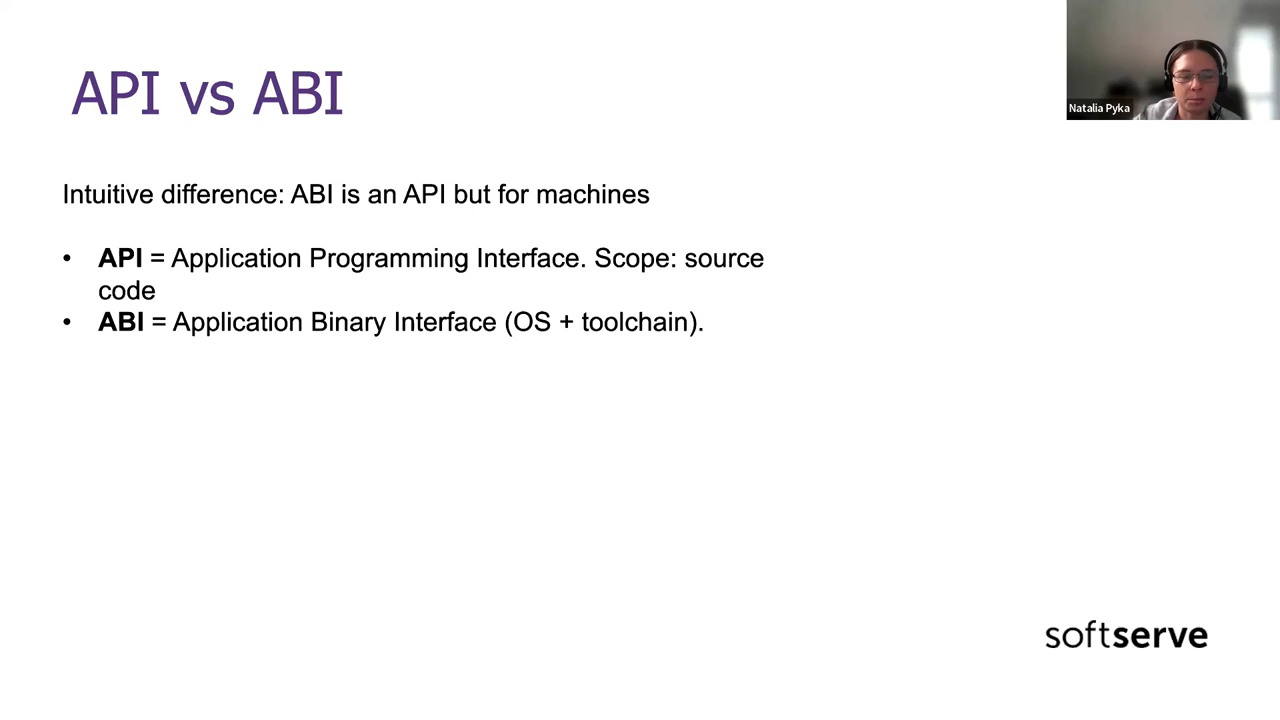 API vs ABI
Natalia Pyka
Intuitive difference: ABI is an API but for machines
• API = Application Programming Interface. Scope: source
code
• ABI = Application Binary Interface (OS + toolchain).
softserve